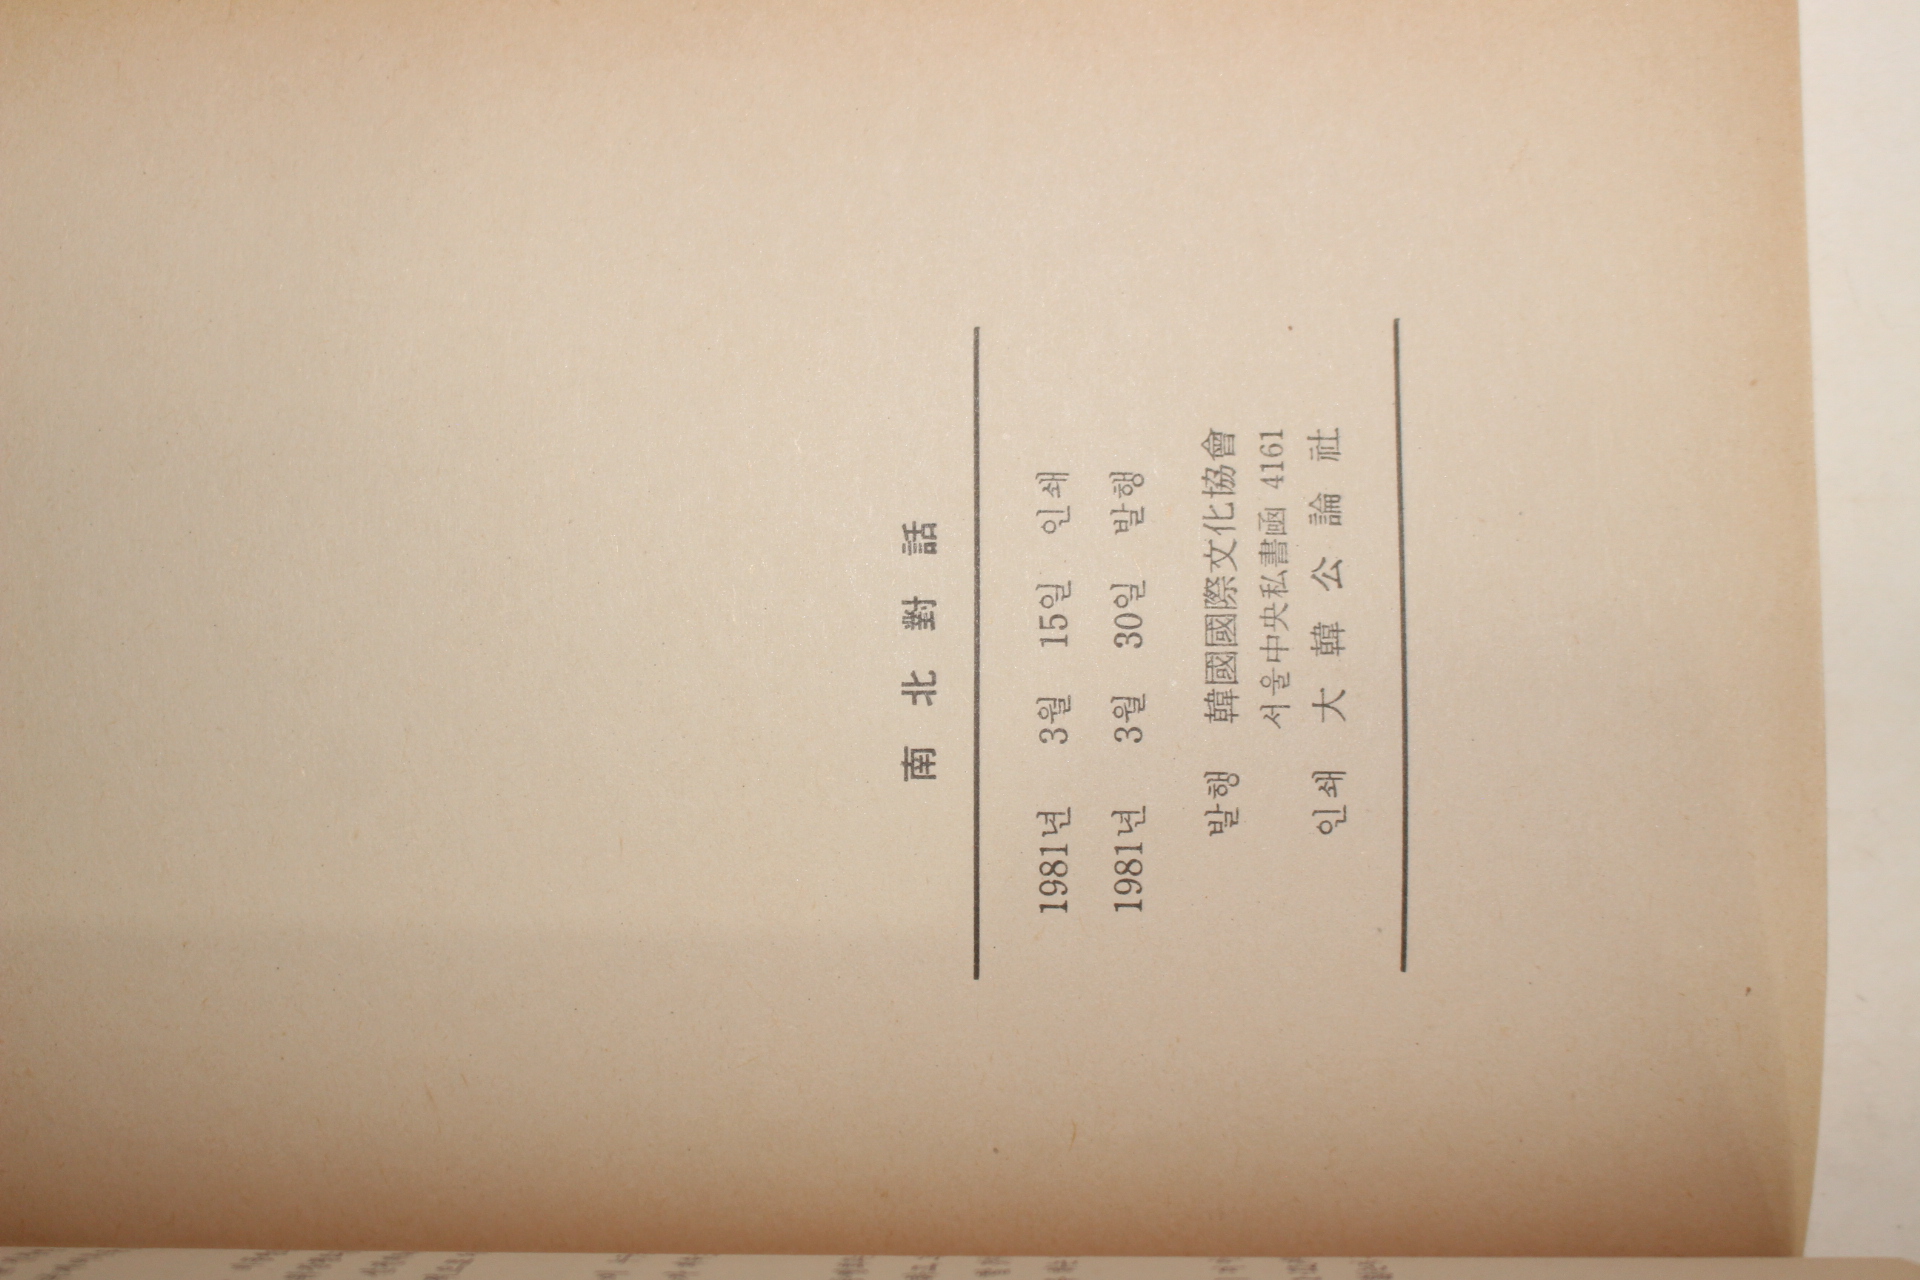 南 北 對 話
1981년 3월 15일 인쇄
1981년 3월 30일 발행
발행 韓國國際文化協會
서울中央私書函 4161
인쇄 大 韓 公 論 社